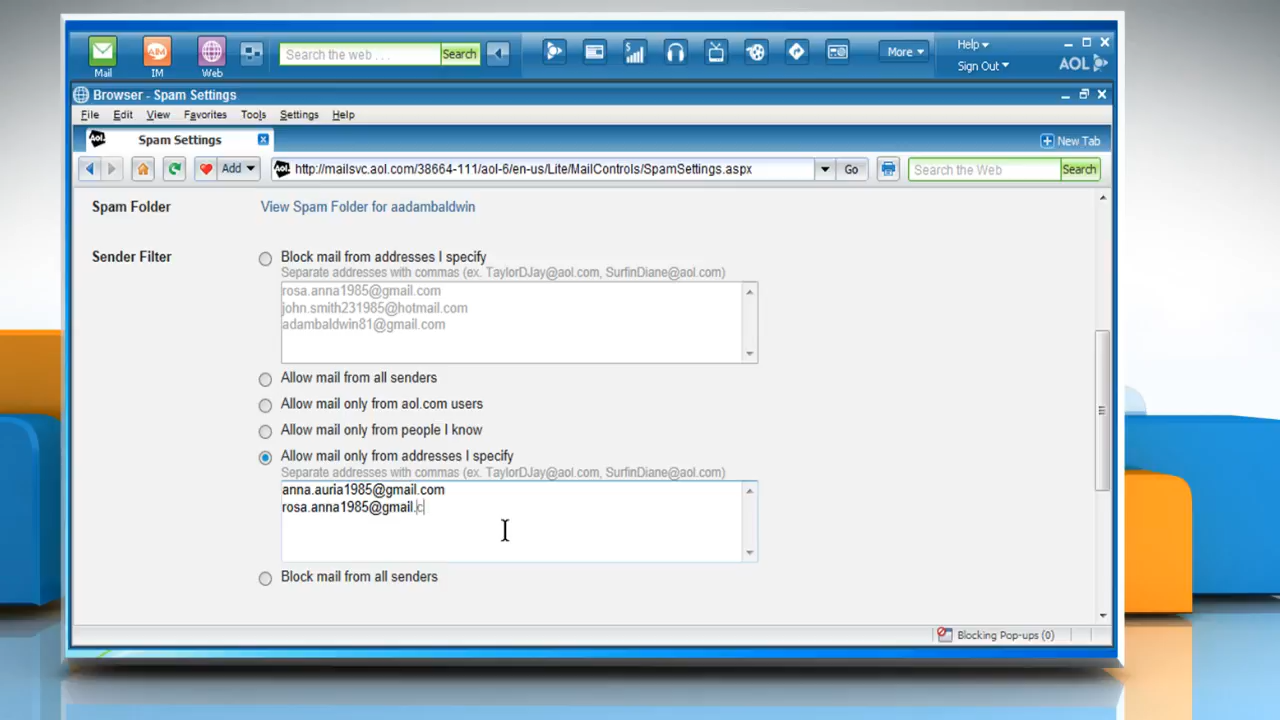 Mail
IM
Web
Search the web . . .
Search
More
Help
Sign Out
AOL
Browser - Spam Settings
File Edit View Favorites Tools Settings Help
Aol.
Spam Settings
New Tab
Add
Aol.
http://mailsvc.aol.com/38664-111/aol-6/en-us/Lite/MailControls/SpamSettings.aspx
Go
Search the Web
Search
Spam Folder
View Spam Folder for aadambaldwin
Sender Filter
Block mail from addresses I specify
Separate addresses with commas (ex. TaylorDJay@aol.com, SurfinDiane@aol.com)
rosa.anna1985@gmail.com
john.smith231985@hotmail.com
adambaldwin81@gmail.com
Allow mail from all senders
Allow mail only from aol.com users
Allow mail only from people I know
Allow mail only from addresses I specify
Separate addresses with commas (ex. TaylorDJay@aol.com, SurfinDiane@aol.com)
anna.auria1985@gmail.com
rosa.anna1985@gmail.c
Block mail from all senders
Blocking Pop-ups (0)